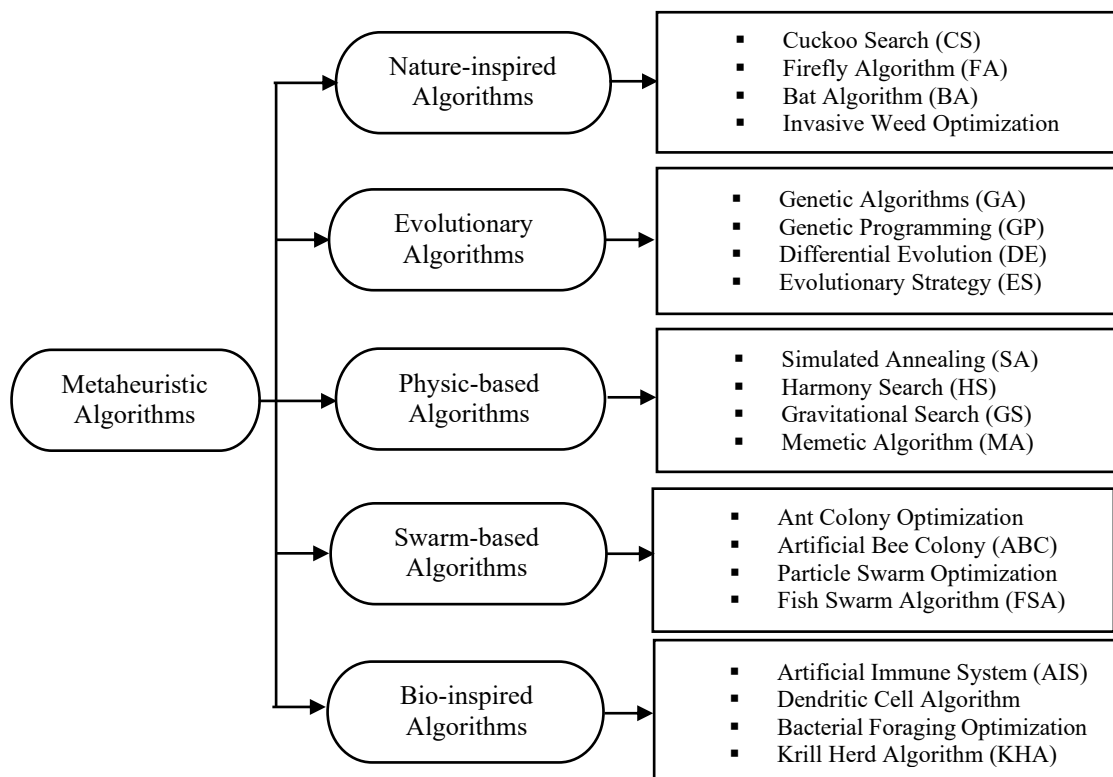 Metaheuristic
Algorithms
Nature-inspired
Algorithms
▪ Cuckoo Search (CS)
▪ Firefly Algorithm (FA)
▪ Bat Algorithm (BA)
▪ Invasive Weed Optimization
Evolutionary
Algorithms
▪ Genetic Algorithms (GA)
▪ Genetic Programming (GP)
▪ Differential Evolution (DE)
▪ Evolutionary Strategy (ES)
Physic-based
Algorithms
▪ Simulated Annealing (SA)
▪ Harmony Search (HS)
▪ Gravitational Search (GS)
▪ Memetic Algorithm (MA)
Swarm-based
Algorithms
▪ Ant Colony Optimization
▪ Artificial Bee Colony (ABC)
▪ Particle Swarm Optimization
▪ Fish Swarm Algorithm (FSA)
Bio-inspired
Algorithms
▪ Artificial Immune System (AIS)
▪ Dendritic Cell Algorithm
▪ Bacterial Foraging Optimization
▪ Krill Herd Algorithm (KHA)